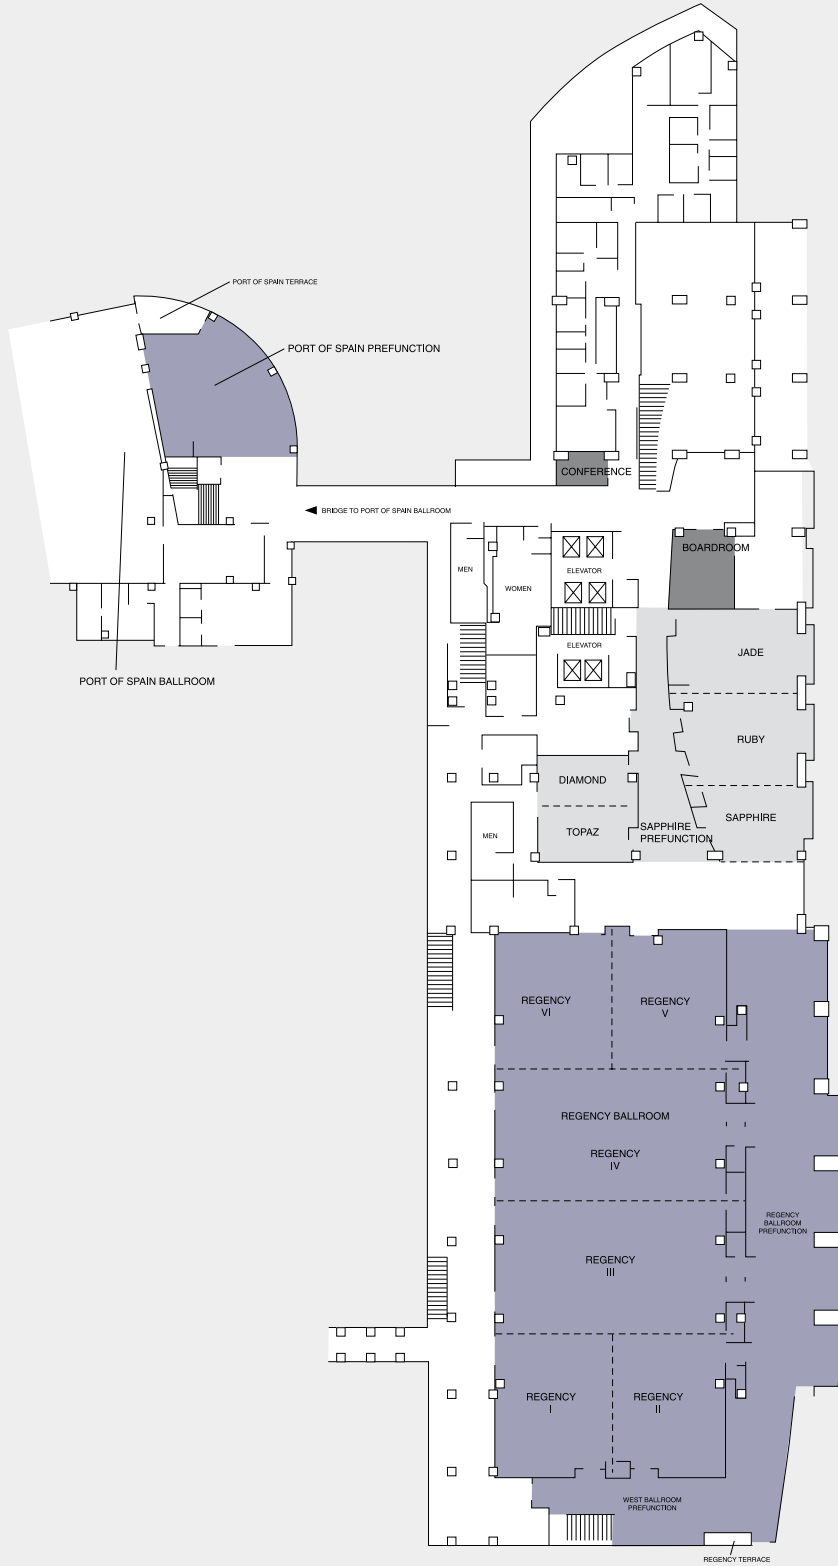 PORT OF SPAIN TERRACE
PORT OF SPAIN PREFUNCTION
CONFERENCE
BRIDGE TO PORT OF SPAIN BALLROOM
BOARDROOM
MEN
ELEVATOR
WOMEN
ELEVATOR
JADE
PORT OF SPAIN BALLROOM
RUBY
DIAMOND
SAPPHIRE
TOPAZ
SAPPHIRE
PREFUNCTION
MEN
REGENCY
VI
REGENCY
V
REGENCY BALLROOM
REGENCY
IV
REGENCY
BALLROOM
PREFUNCTION
REGENCY
III
REGENCY
I
REGENCY
II
WEST BALLROOM
PREFUNCTION
REGENCY TERRACE